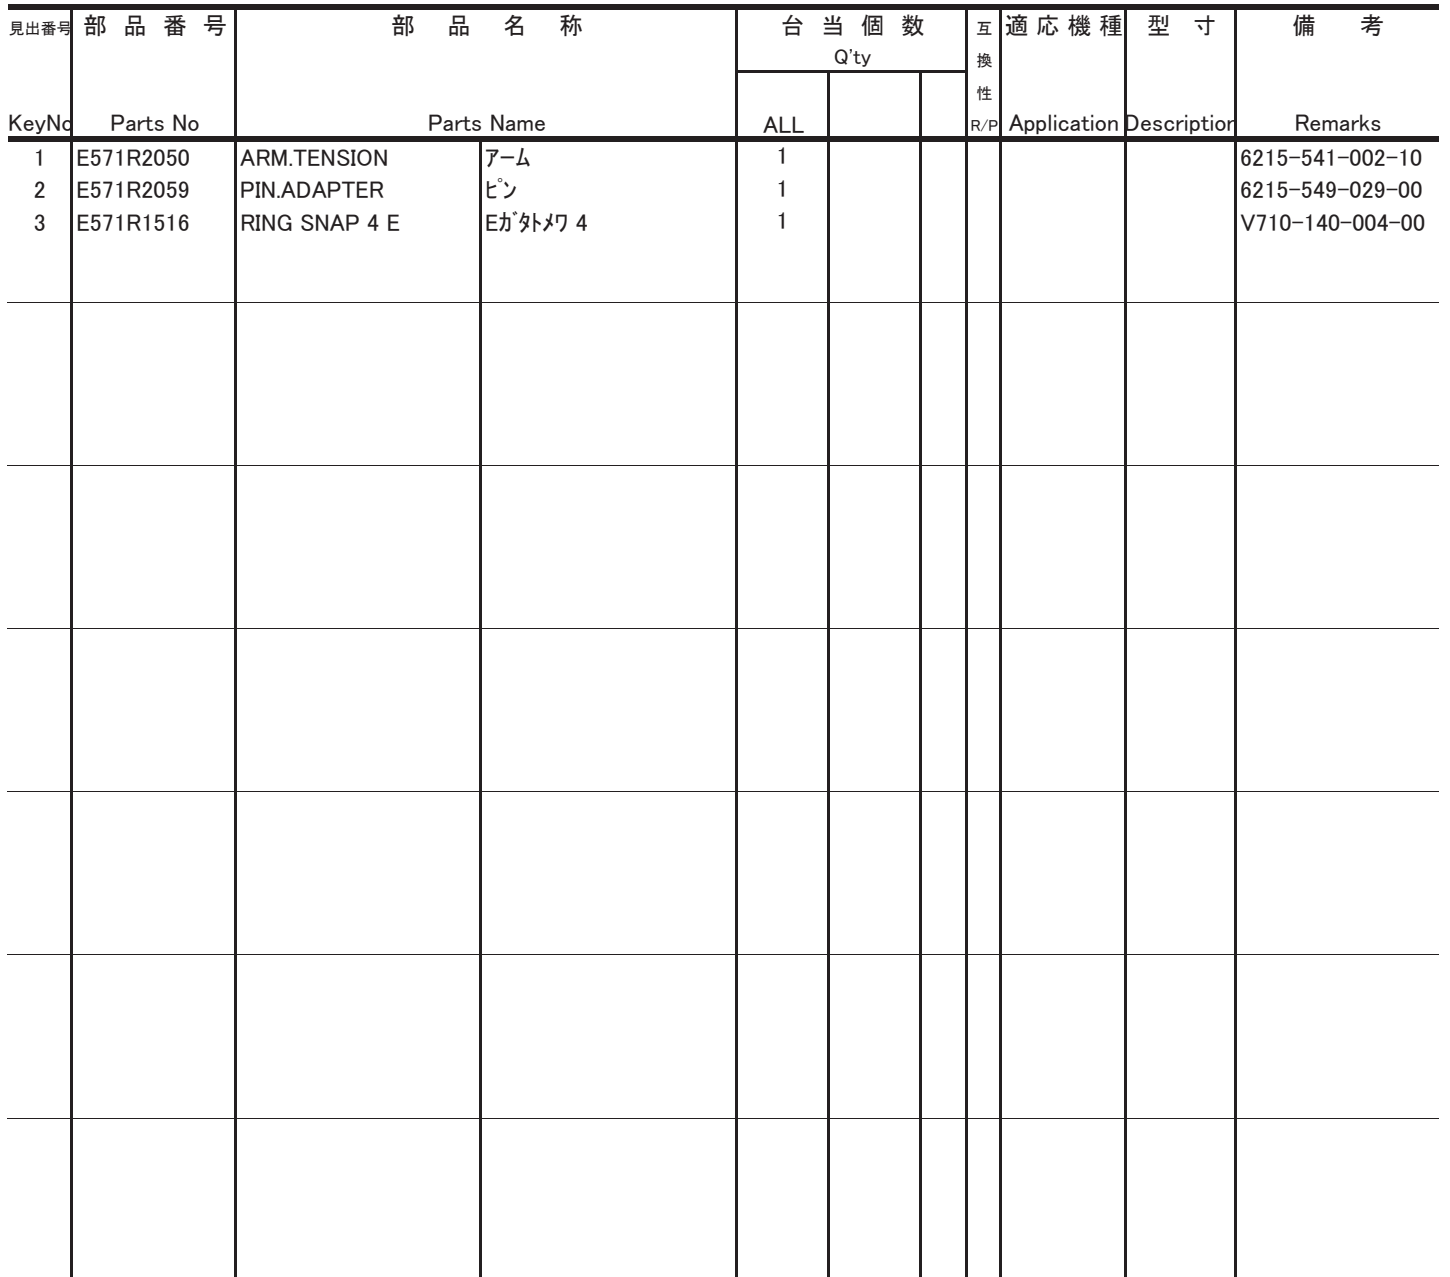 見出番号 部品番号 部品名称 台当個数 互換性 適応機種 型寸 備考
Q'ty
KeyNo Parts No Parts Name ALL R/P Application Description Remarks
1 E571R2050 ARM.TENSION ｱｰﾑ 1 6215-541-002-10
2 E571R2059 PIN.ADAPTER ﾋﾟﾝ 1 6215-549-029-00
3 E571R1516 RING SNAP 4 E Eｶﾞﾀﾄﾒﾜ 4 1 V710-140-004-00